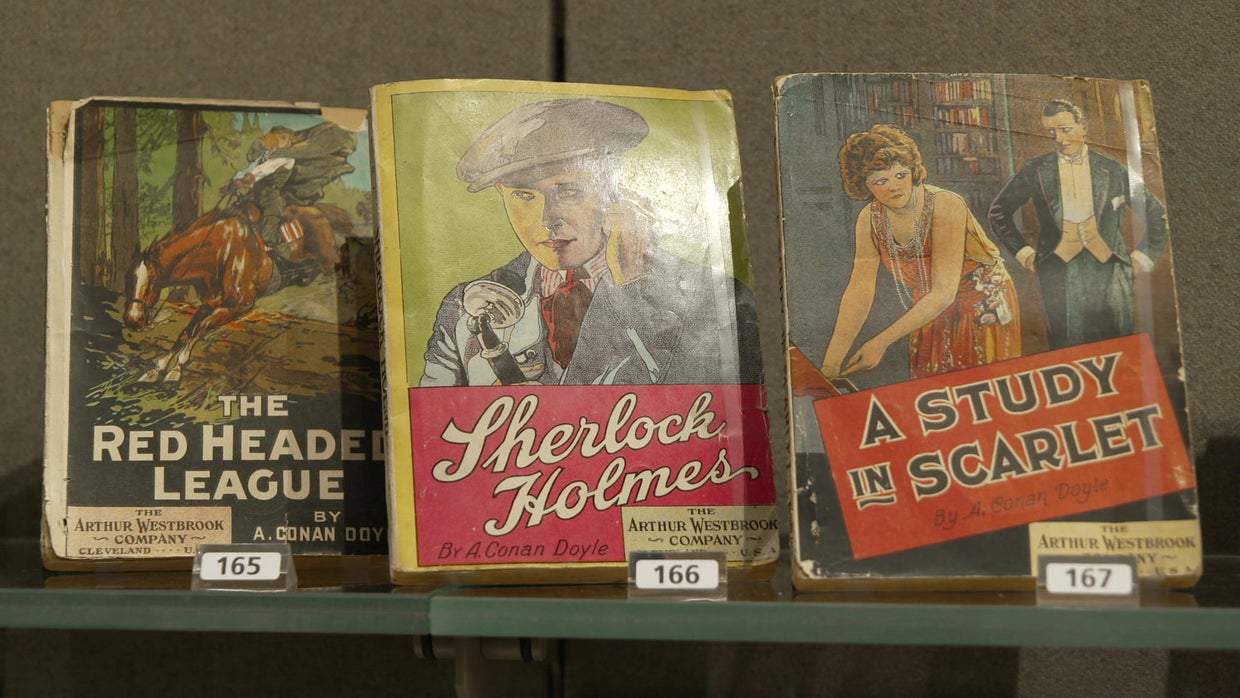 THE
RED HEADED
LEAGUE
BY
A. CONAN DOY
THE
ARTHUR WESTBROOK
COMPANY
CLEVELAND .... U.
165
Sherlock
Holmes
By A. Conan Doyle
THE
ARTHUR WESTBROOK
COMPANY
U.S.A.
166
A STUDY
IN SCARLET
By A. Conan Doyle
THE
ARTHUR WESTBROOK
COMPANY
U.S.A
167